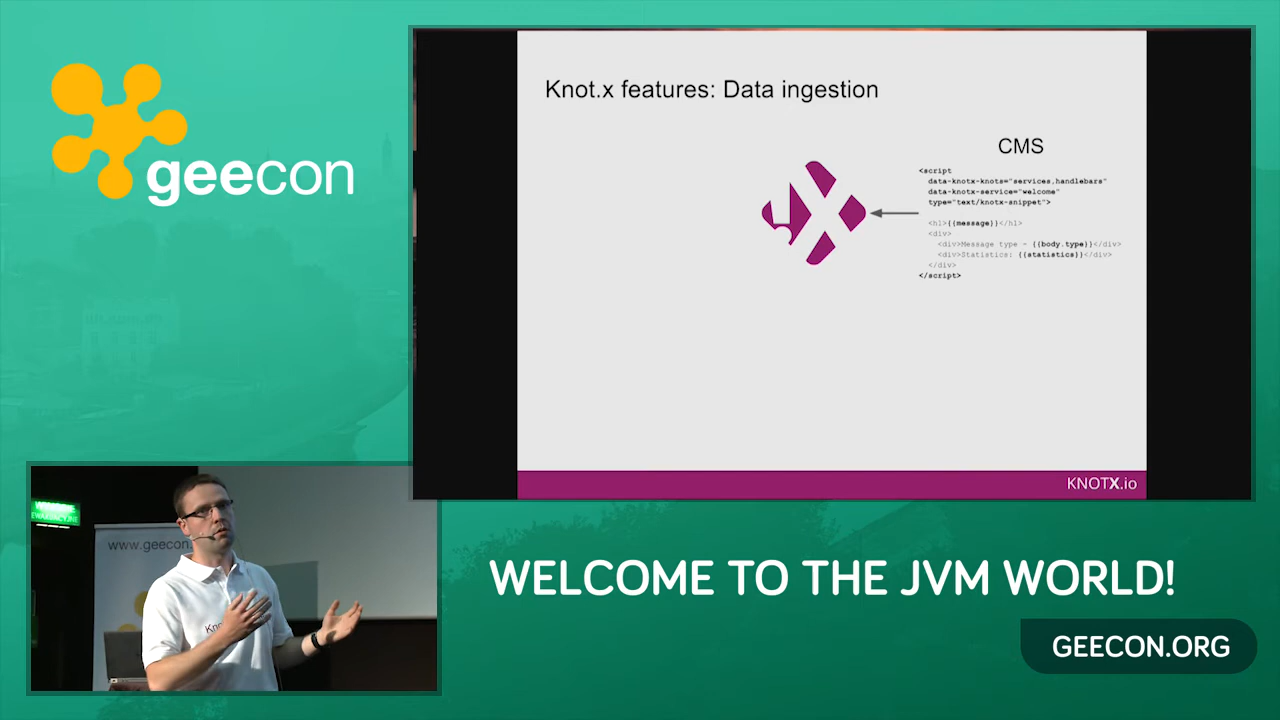 geecon
Knot.x features: Data ingestion
CMS
<script
data-knotx-knots="services,handlebars"
data-knotx-service="welcome"
type="text/knotx-snippet">
<h1>{{message}}</h1>
<div>
<div>Message type - {{body.type}}</div>
<div>Statistics: {{statistics}}</div>
</div>
</script>
KNOTX.io
www.geecon.
WELCOME TO THE JVM WORLD!
GEECON.ORG